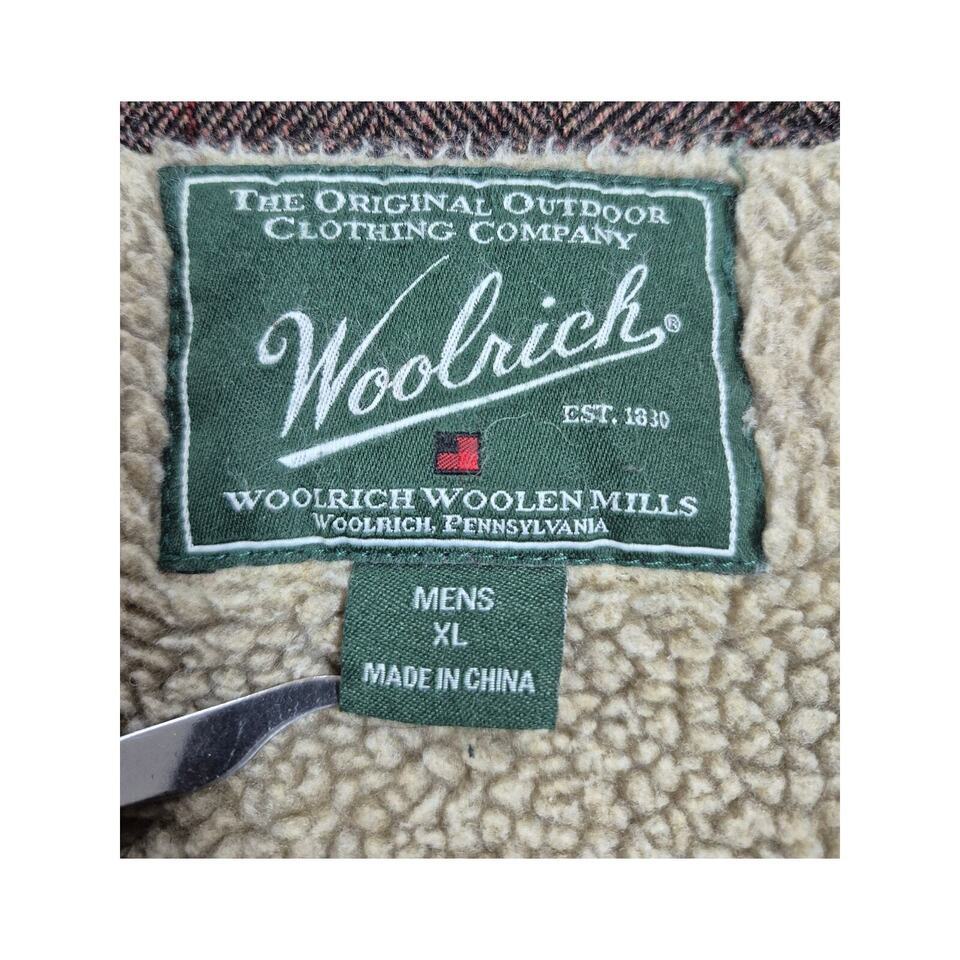 THE ORIGINAL OUTDOOR
CLOTHING COMPANY
Woolrich®
EST. 1830
WOOLRICH WOOLEN MILLS
WOOLRICH, PENNSYLVANIA
MENS
XL
MADE IN CHINA